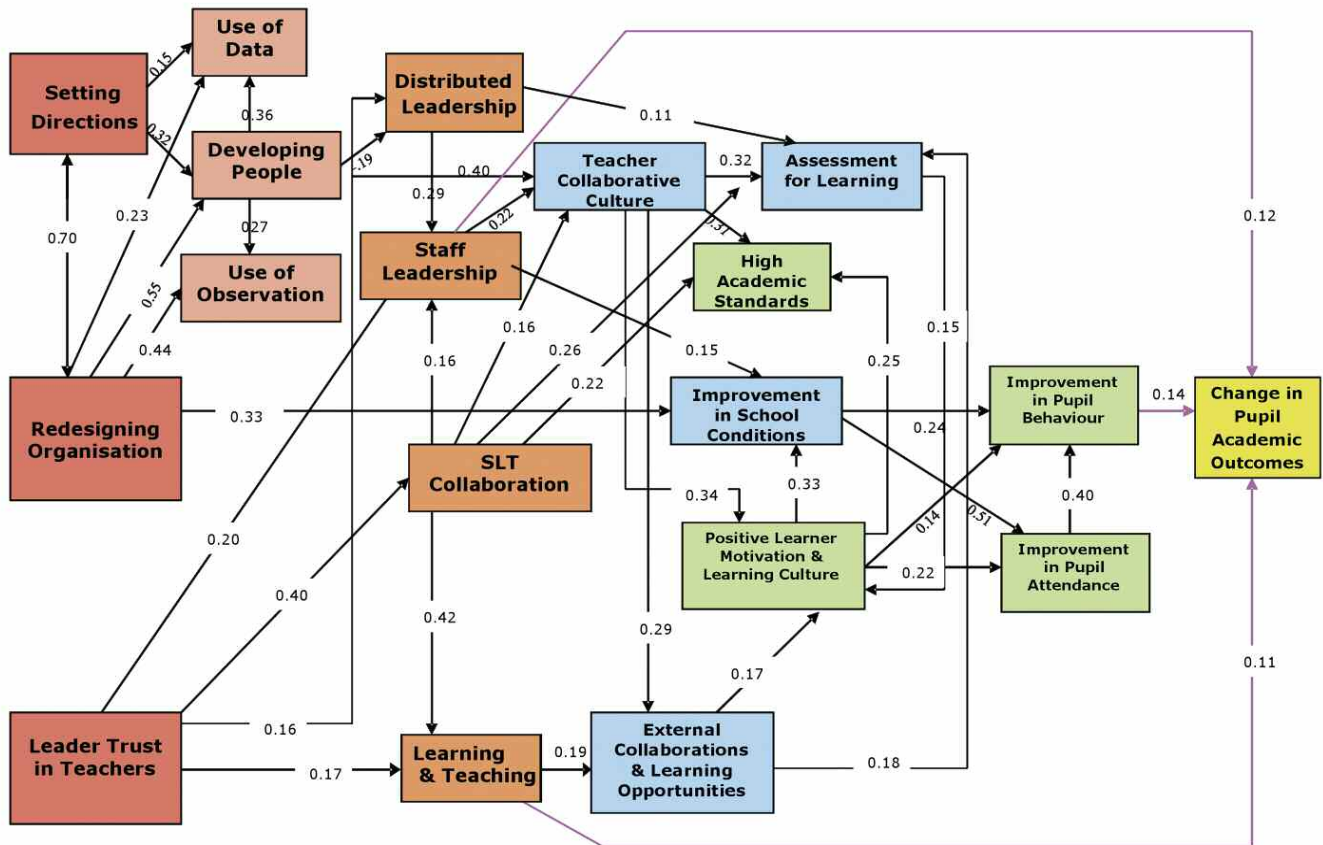 Use of
Data
Setting
Directions
0.15
0.32
0.36
Developing
People
Distributed
Leadership
-.19
0.11
0.40
0.29
Teacher
Collaborative
Culture
0.32
Assessment
for Learning
0.12
0.23
0.70
027
0.22
0.31
Staff
Leadership
High
Academic
Standards
Use of
Observation
0.55
0.44
0.16
0.16
0.26
0.22
0.15
0.25
0.15
Redesigning
Organisation
0.33
Improvement
in School
Conditions
0.24
Improvement
in Pupil
Behaviour
0.14
Change in
Pupil
Academic
Outcomes
SLT
Collaboration
0.34
0.33
0.14
0.51
0.40
0.20
Positive Learner
Motivation &
Learning Culture
0.22
Improvement
in Pupil
Attendance
0.40
0.42
0.29
0.17
0.11
Leader Trust
in Teachers
0.16
0.17
Learning
& Teaching
0.19
External
Collaborations
& Learning
Opportunities
0.18